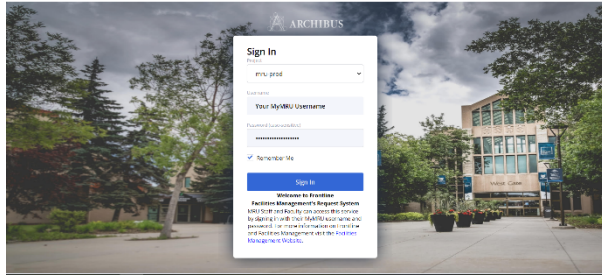 ARCHIBUS
Sign In
Project
mru-prod
Username
Your MyMRU Username
Password
Remember Me
Sign In
Welcome to Frontline
Facilities Management's Request System
MRU Staff and Faculty can access this service
by signing in with their MyMRU username and
password. For more information on Frontline
and Facilities Management visit the Facilities
Management Website.
West Gate